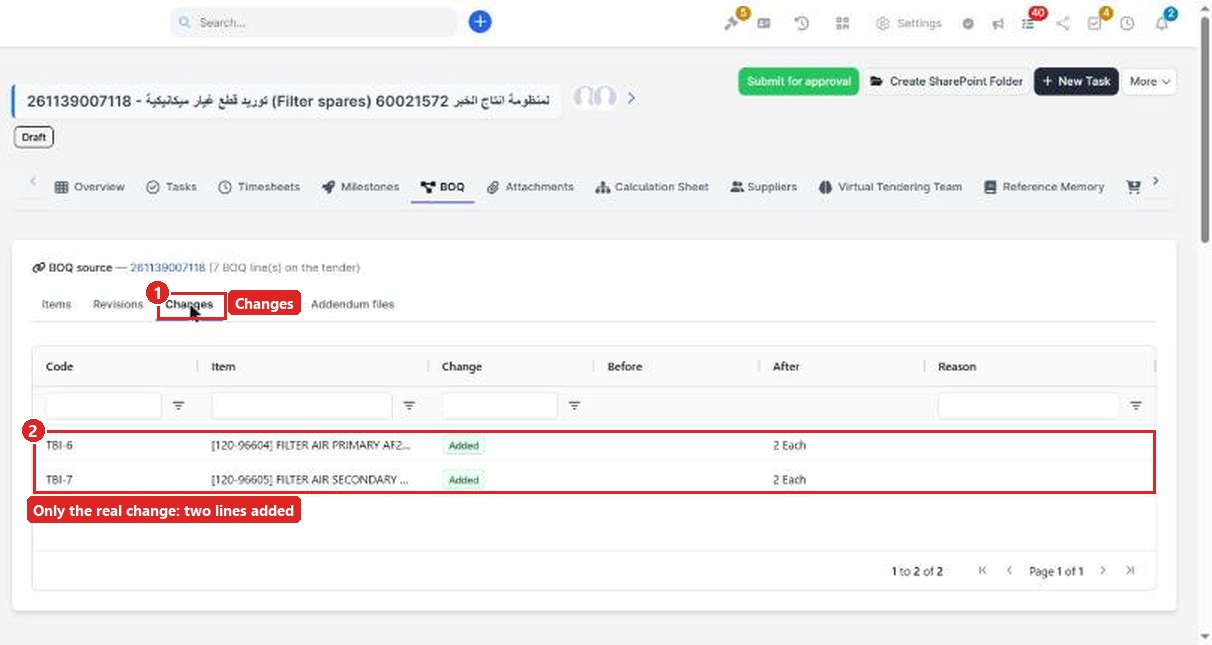 Search...
5
Settings
40
4
2
261139007118 - توريد قطع غيار ميكانيكية (Filter spares) 60021572 لمنظومة انتاج الخبز
Submit for approval
Create SharePoint Folder
+ New Task
More
Draft
Overview
Tasks
Timesheets
Milestones
BOQ
Attachments
Calculation Sheet
Suppliers
Virtual Tendering Team
Reference Memory
BOQ source — 261139007118 (7 BOQ line(s) on the tender)
1
Items
Revisions
Changes
Changes
Addendum files
Code
Item
Change
Before
After
Reason
2
TBI-6
[120-96604] FILTER AIR PRIMARY AF2...
Added
2 Each
TBI-7
[120-96605] FILTER AIR SECONDARY ...
Added
2 Each
Only the real change: two lines added
1 to 2 of 2
Page 1 of 1